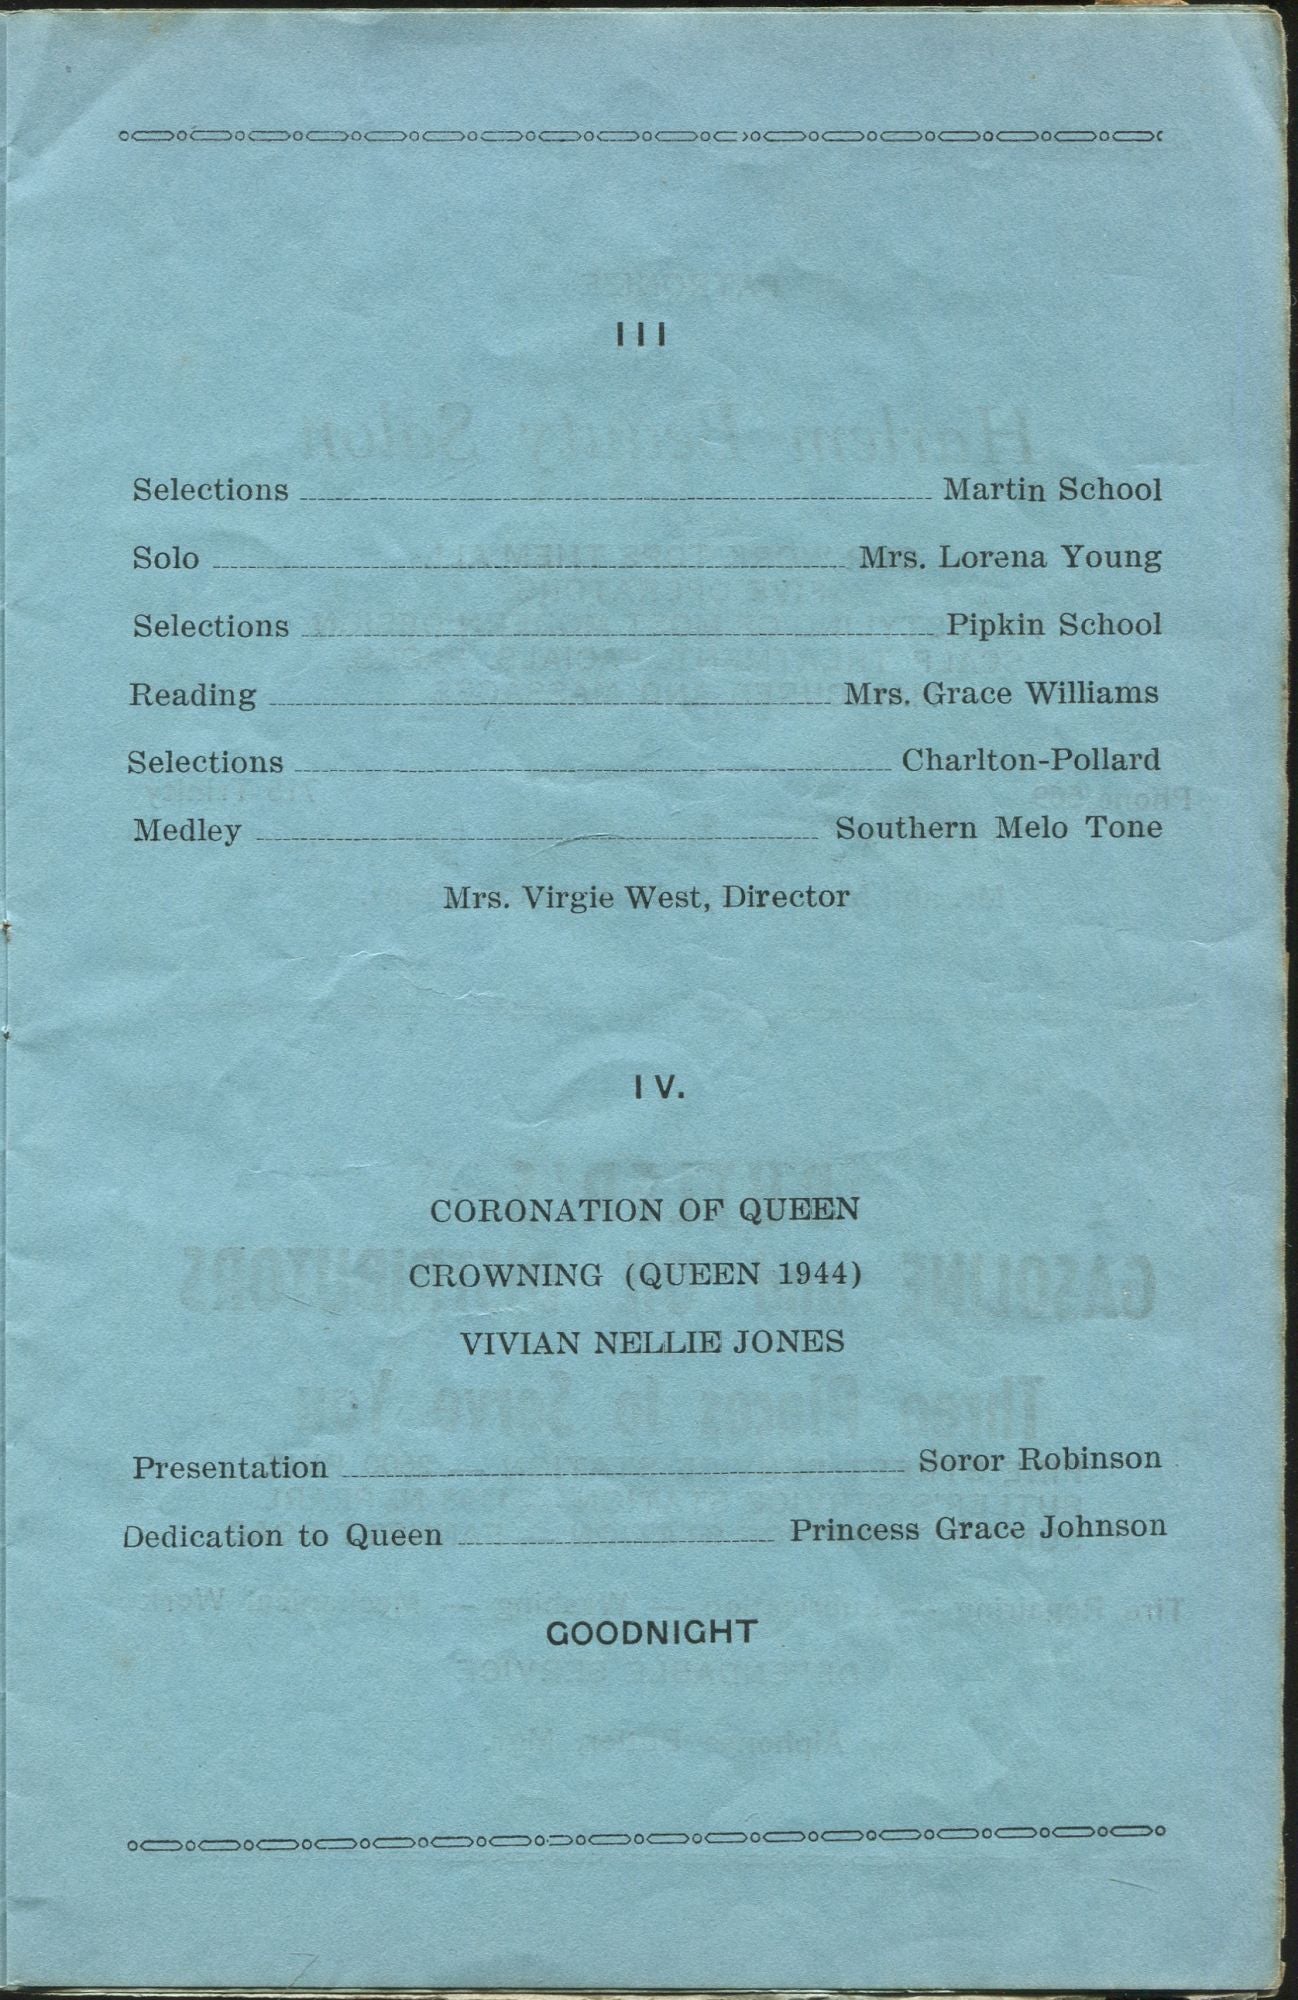 III
Selections Martin School
Solo Mrs. Lorena Young
Selections Pipkin School
Reading Mrs. Grace Williams
Selections Charlton-Pollard
Medley Southern Melo Tone
Mrs. Virgie West, Director
IV.
CORONATION OF QUEEN
CROWNING (QUEEN 1944)
VIVIAN NELLIE JONES
Presentation Soror Robinson
Dedication to Queen Princess Grace Johnson
GOODNIGHT